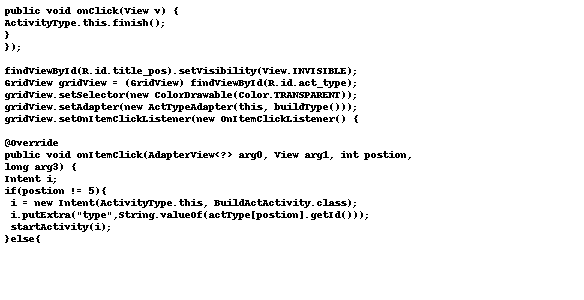 public void onClick(View v) {
ActivityType.this.finish();
}
});

findViewById(R.id.title_pos).setVisibility(View.INVISIBLE);
GridView gridView = (GridView) findViewById(R.id.act_type);
gridView.setSelector(new ColorDrawable(Color.TRANSPARENT));
gridView.setAdapter(new ActTypeAdapter(this, buildType()));
gridView.setOnItemClickListener(new OnItemClickListener() {

@Override
public void onItemClick(AdapterView<?> arg0, View arg1, int postion,
long arg3) {
Intent i;
if(postion != 5){
 i = new Intent(ActivityType.this, BuildActActivity.class);
 i.putExtra("type",String.valueOf(actType[postion].getId()));
 startActivity(i);
}else{